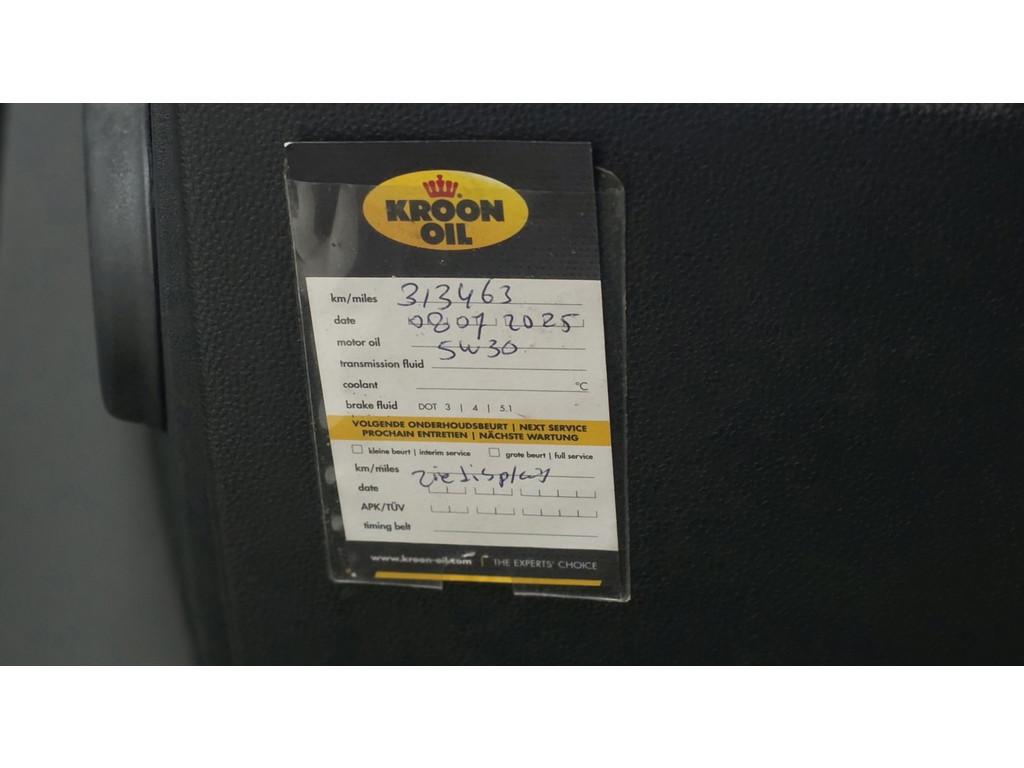 KROON
OIL
km/miles 313463
date 08 07 2025
motor oil 5W30
transmission fluid
coolant °C
brake fluid DOT 3 | 4 | 5.1
VOLGENDE ONDERHOUDSBEURT | NEXT SERVICE
PROCHAIN ENTRETIEN | NÄCHSTE WARTUNG
kleine beurt | interim service grote beurt | full service
km/miles zie display
date
APK/TÜV
timing belt
www.kroon-oil.com THE EXPERTS' CHOICE